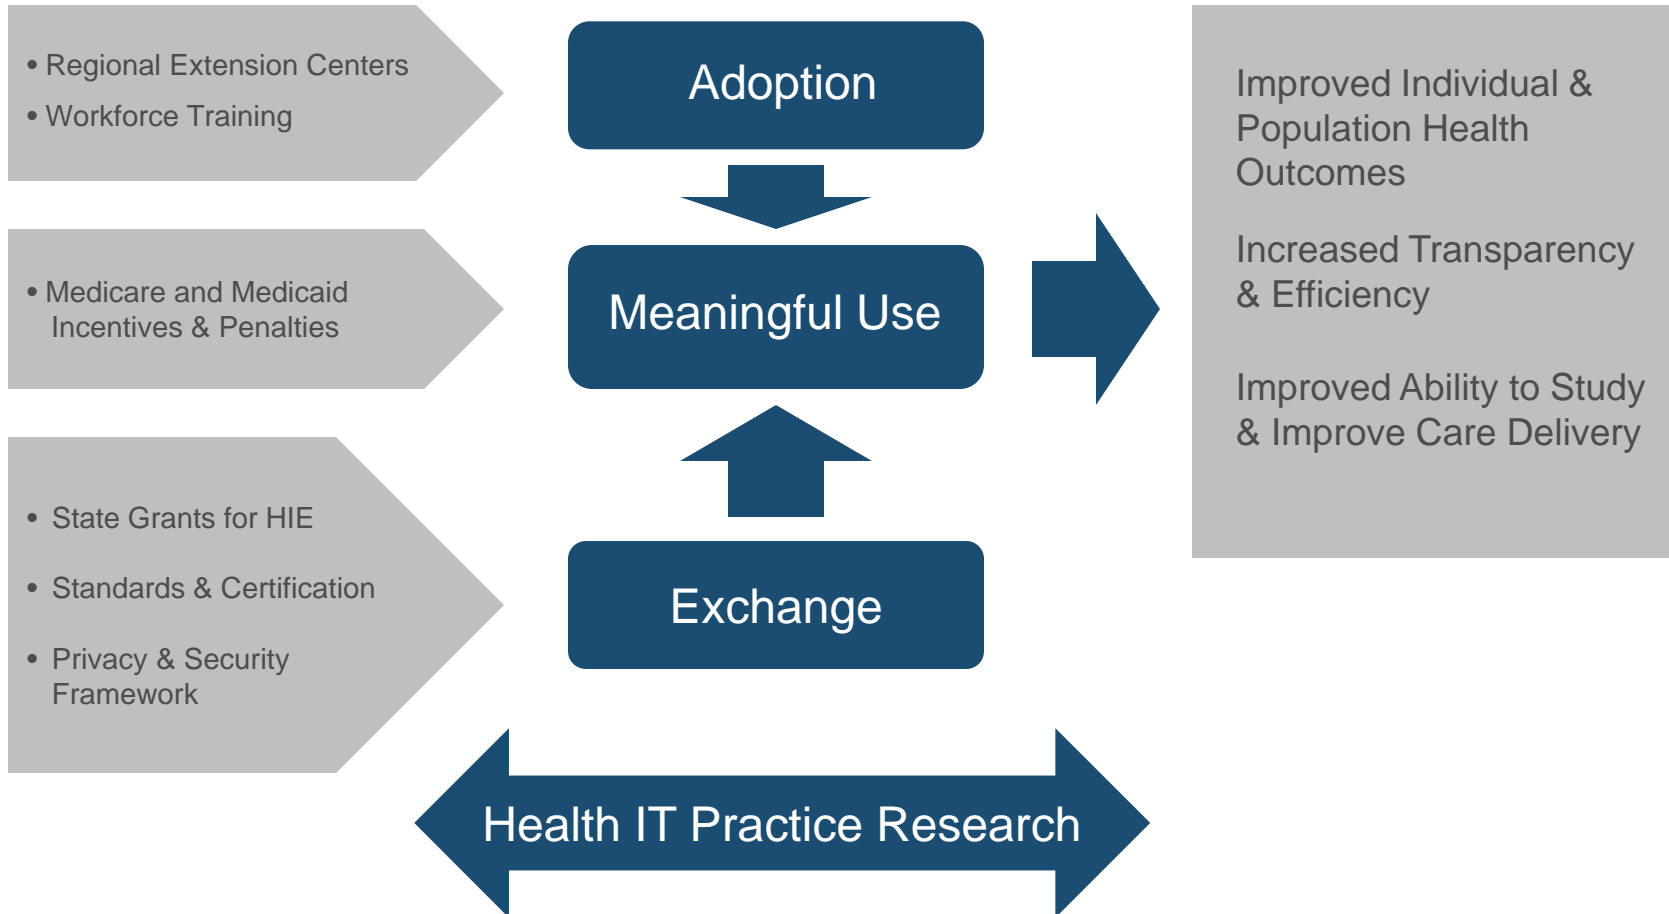 • Regional Extension Centers
• Workforce Training
Adoption
• Medicare and Medicaid
Incentives & Penalties
Meaningful Use
• State Grants for HIE
• Standards & Certification
• Privacy & Security
Framework
Exchange
Health IT Practice Research
Improved Individual &
Population Health
Outcomes
Increased Transparency
& Efficiency
Improved Ability to Study
& Improve Care Delivery